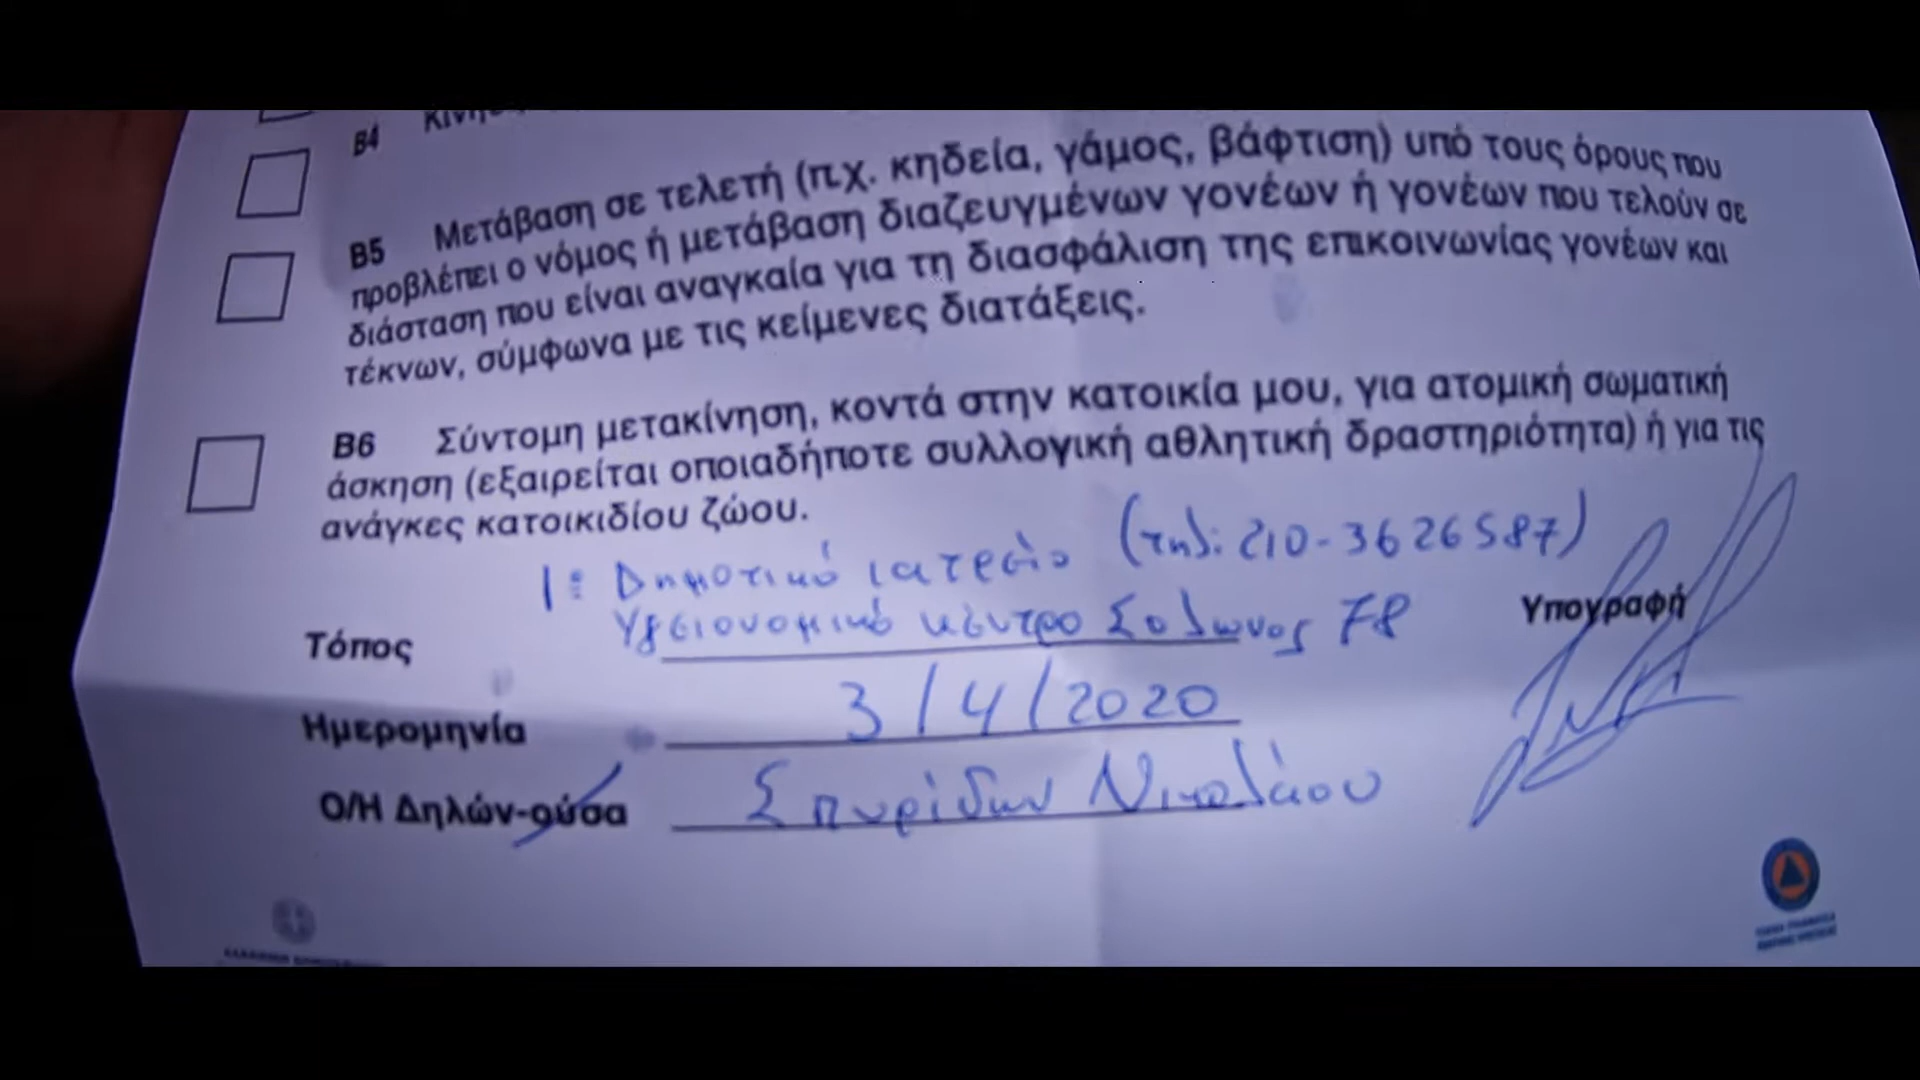 Β4
Β5 Μετάβαση σε τελετή (π.χ. κηδεία, γάμος, βάφτιση) υπό τους όρους που
προβλέπει ο νόμος ή μετάβαση διαζευγμένων γονέων ή γονέων που τελούν σε
διάσταση που είναι αναγκαία για τη διασφάλιση της επικοινωνίας γονέων και
τέκνων, σύμφωνα με τις κείμενες διατάξεις.
Β6 Σύντομη μετακίνηση, κοντά στην κατοικία μου, για ατομική σωματική
άσκηση (εξαιρείται οποιαδήποτε συλλογική αθλητική δραστηριότητα) ή για τις
ανάγκες κατοικιδίου ζώου.
1: Δημοτικό ιατρείο (τηλ: 210-3626587)
Υγειονομικό κέντρο Σόλωνος 78
Τόπος
Υπογραφή
Ημερομηνία 3/4/2020
Ο/Η Δηλών-ούσα Σπυρίδων Νικολάου